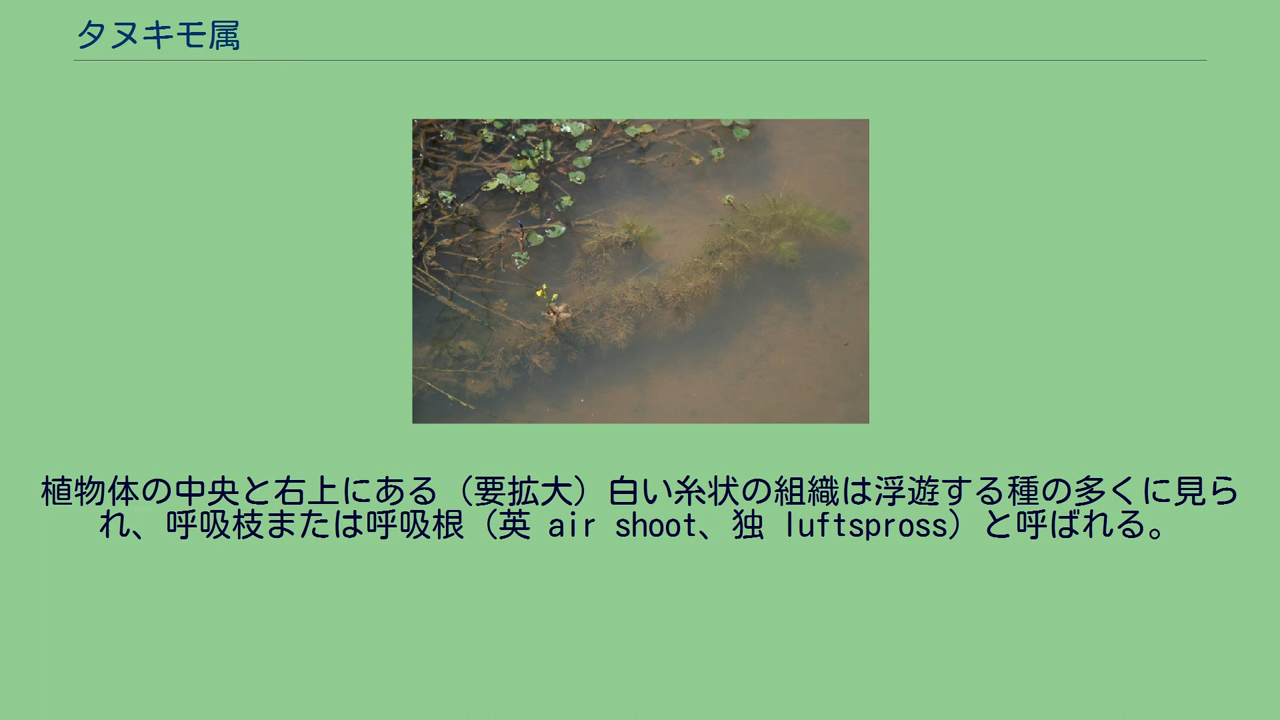 タヌキモ属
植物体の中央と右上にある（要拡大）白い糸状の組織は浮遊する種の多くに見ら
れ、呼吸枝または呼吸根（英 air shoot、独 luftspross）と呼ばれる。